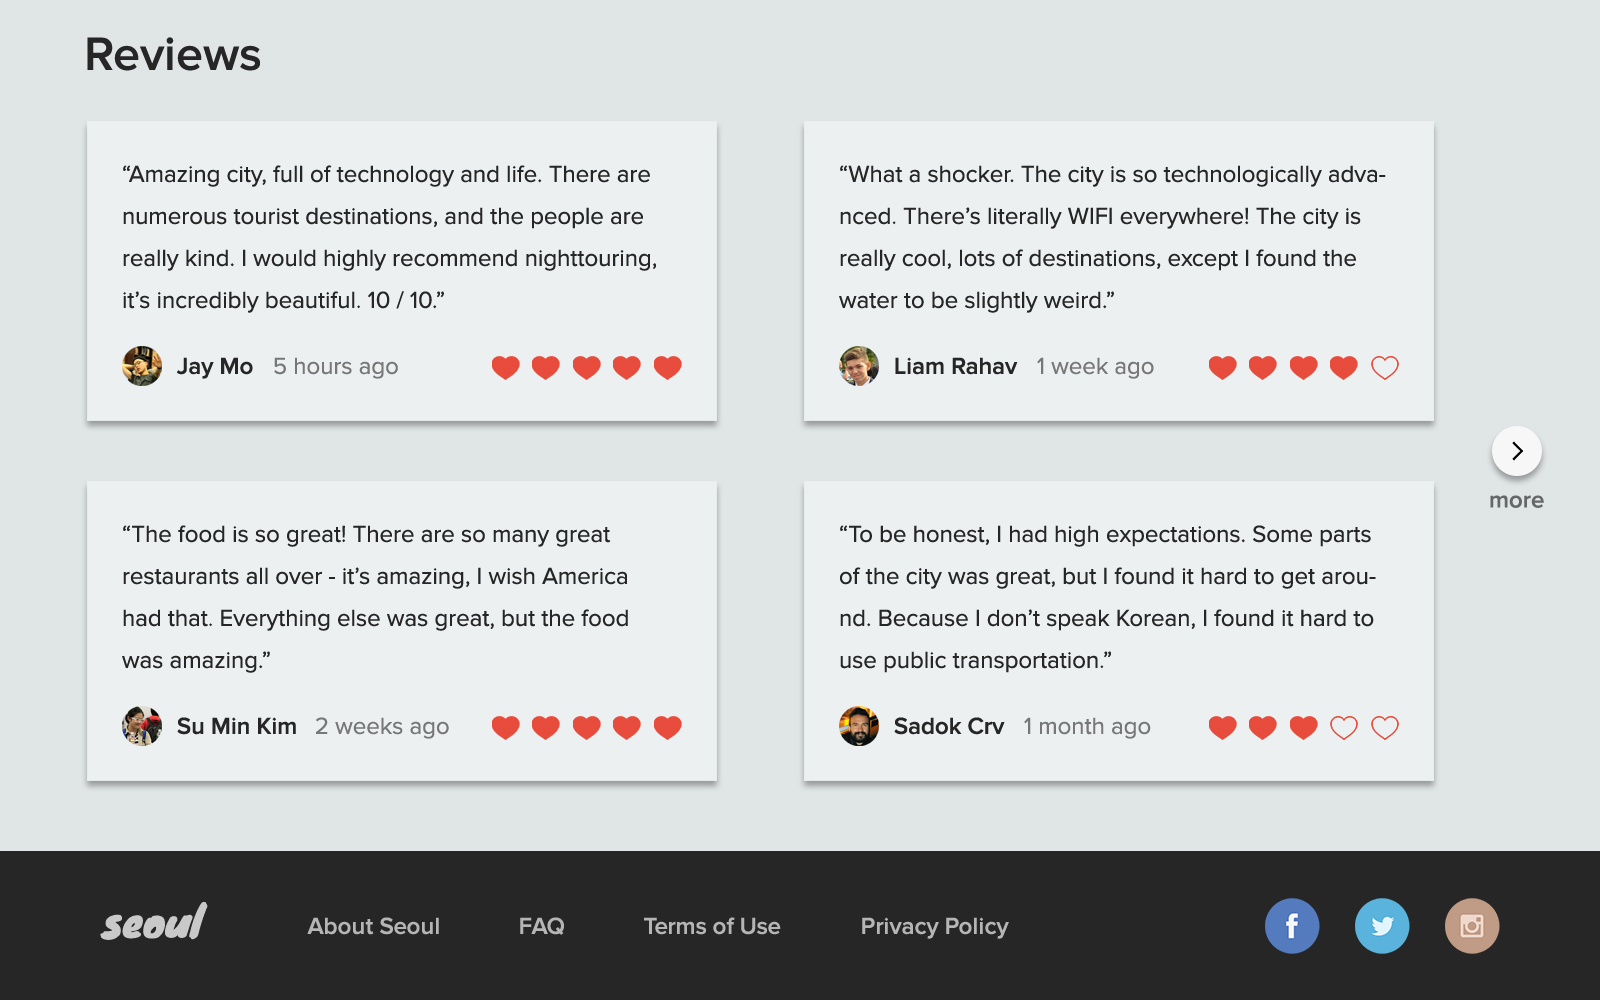 Reviews
“Amazing city, full of technology and life. There are
numerous tourist destinations, and the people are
really kind. I would highly recommend nighttouring,
it’s incredibly beautiful. 10 / 10.”
Jay Mo 5 hours ago
“What a shocker. The city is so technologically adva-
nced. There’s literally WIFI everywhere! The city is
really cool, lots of destinations, except I found the
water to be slightly weird.”
Liam Rahav 1 week ago
“The food is so great! There are so many great
restaurants all over - it’s amazing, I wish America
had that. Everything else was great, but the food
was amazing.”
Su Min Kim 2 weeks ago
“To be honest, I had high expectations. Some parts
of the city was great, but I found it hard to get arou-
nd. Because I don’t speak Korean, I found it hard to
use public transportation.”
Sadok Crv 1 month ago
more
seoul About Seoul FAQ Terms of Use Privacy Policy f